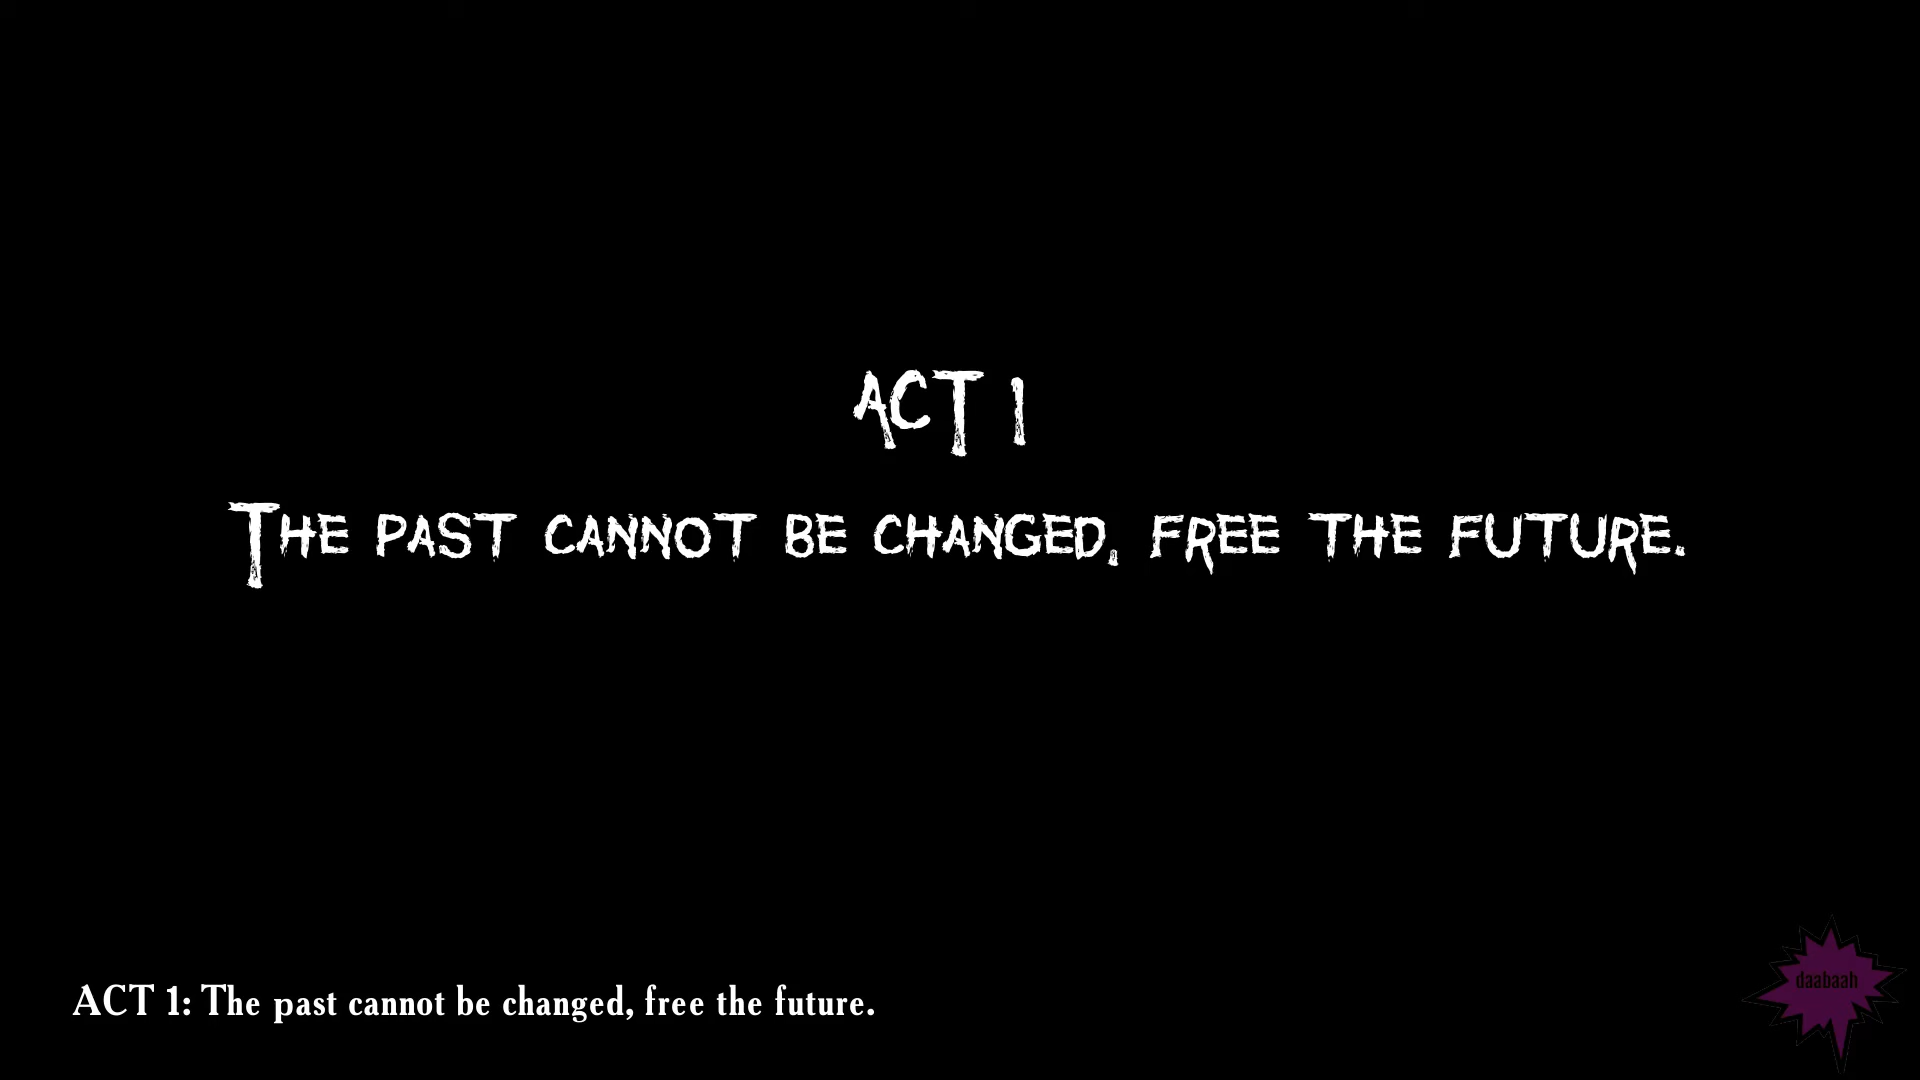 ACT 1
The past cannot be changed, free the future.
ACT 1: The past cannot be changed, free the future.
daabaah